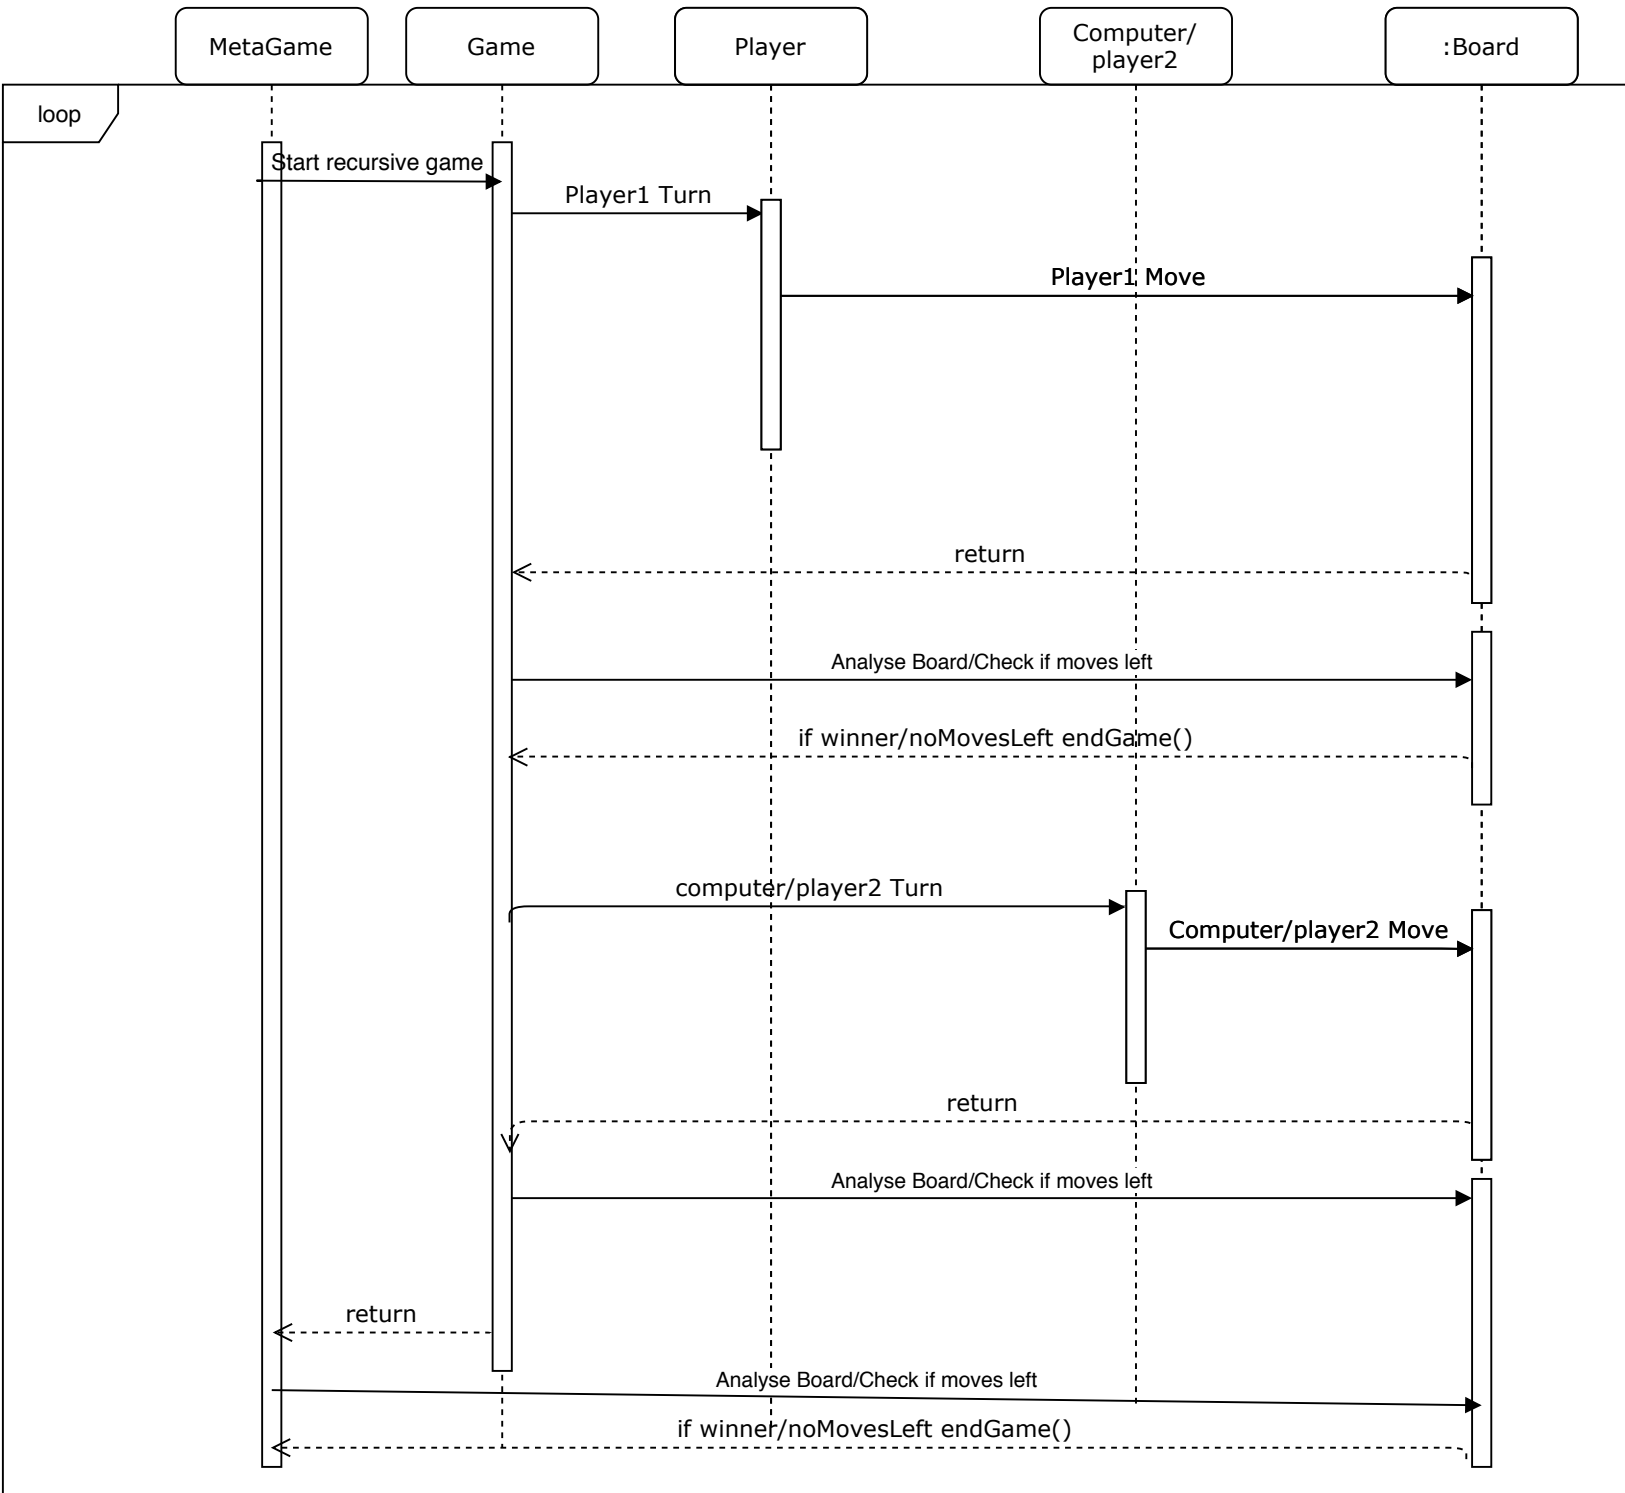 MetaGame
Game
Player
Computer/
player2
:Board
loop
Start recursive game
Player1 Turn
Player1 Move
return
Analyse Board/Check if moves left
if winner/noMovesLeft endGame()
computer/player2 Turn
Computer/player2 Move
return
Analyse Board/Check if moves left
return
Analyse Board/Check if moves left
if winner/noMovesLeft endGame()